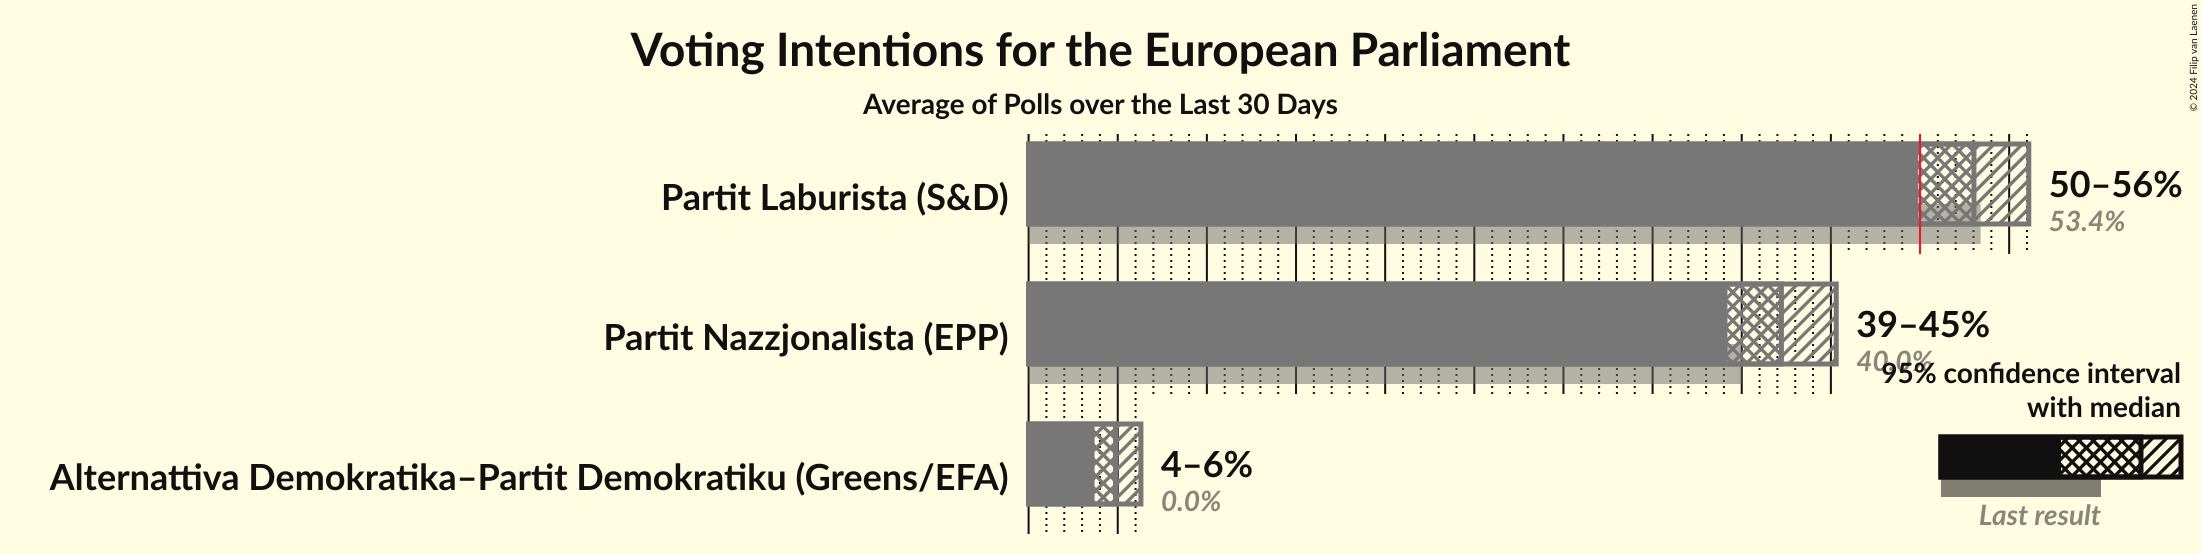 Voting Intentions for the European Parliament
Average of Polls over the Last 30 Days
© 2024 Filip van Laenen
Partit Laburista (S&D)
50–56%
53.4%
Partit Nazzjonalista (EPP)
39–45%
40.0%
Alternattiva Demokratika–Partit Demokratiku (Greens/EFA)
4–6%
0.0%
95% confidence interval
with median
Last result